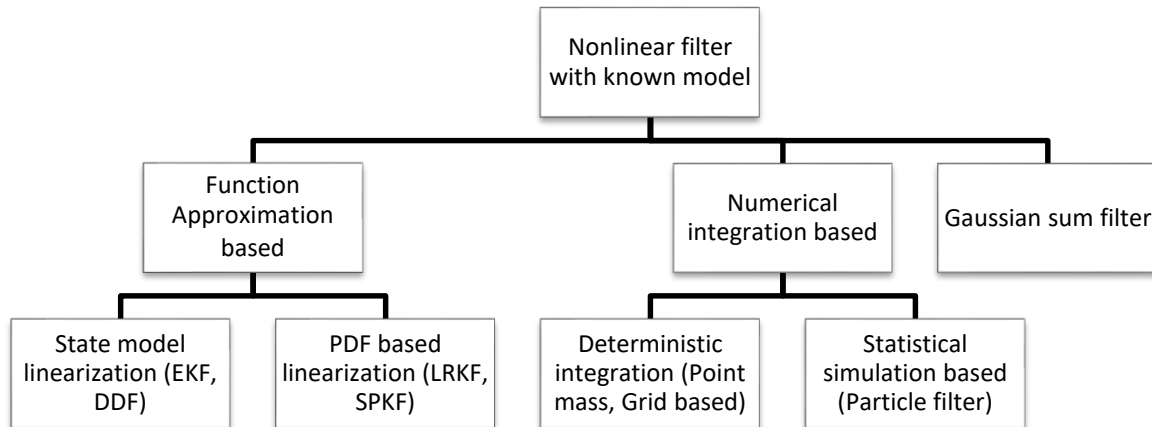 Nonlinear filter
with known model
Function
Approximation
based
Numerical
integration based
Gaussian sum filter
State model
linearization (EKF,
DDF)
PDF based
linearization (LRKF,
SPKF)
Deterministic
integration (Point
mass, Grid based)
Statistical
simulation based
(Particle filter)